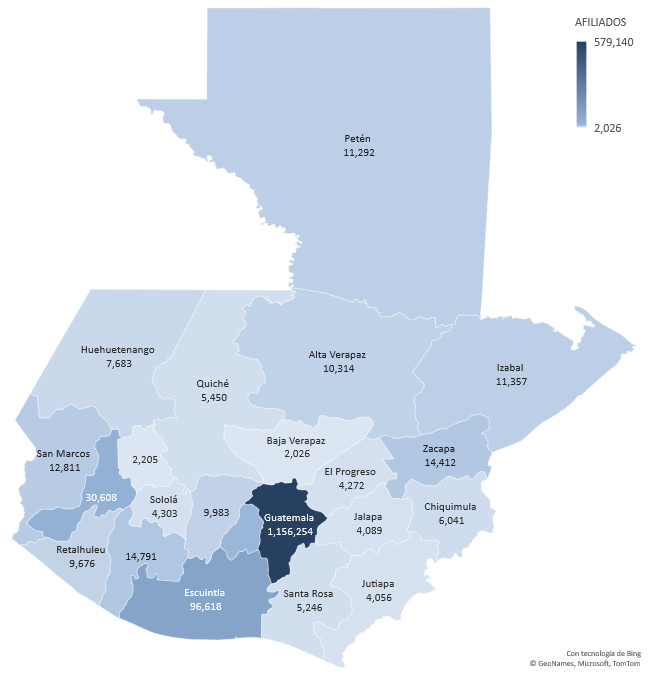 AFILIADOS
579,140
2,026
Petén
11,292
Huehuetenango
7,683
Quiché
5,450
Alta Verapaz
10,314
Izabal
11,357
San Marcos
12,811
2,205
Baja Verapaz
2,026
Zacapa
14,412
El Progreso
4,272
30,608
Sololá
4,303
9,983
Guatemala
1,156,254
Jalapa
4,089
Chiquimula
6,041
Retalhuleu
9,676
14,791
Escuintla
96,618
Santa Rosa
5,246
Jutiapa
4,056
Con tecnología de Bing
© GeoNames, Microsoft, TomTom